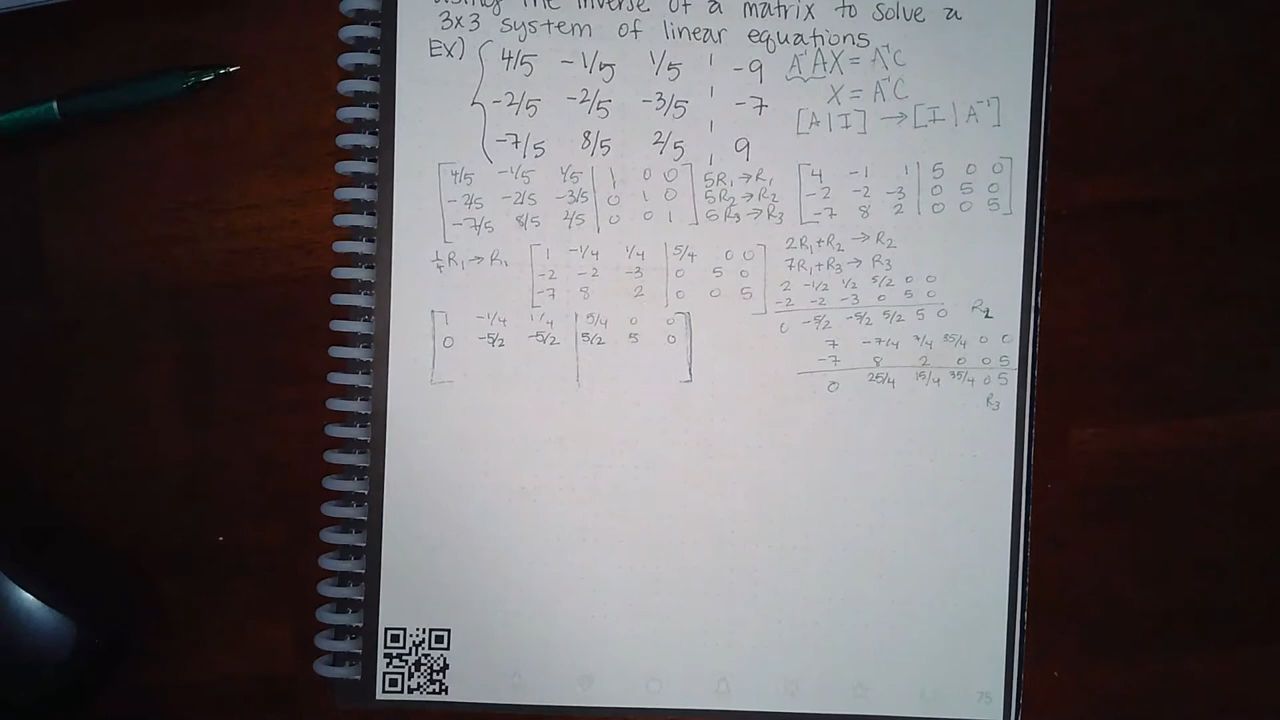 using the inverse of a matrix to solve a
3x3 system of linear equations
Ex) { 4/5 -1/5 1/5 | -9 A⁻¹AX = A⁻¹C
-2/5 -2/5 -3/5 | -7 X = A⁻¹C
[A|I] → [I|A⁻¹]
-7/5 8/5 2/5 | 9
[ 4/5 -1/5 1/5 | 1 0 0 ] 5R₁→R₁ [ 4 -1 1 | 5 0 0 ]
-2/5 -2/5 -3/5 | 0 1 0 5R₂→R₂ -2 -2 -3 | 0 5 0
-7/5 8/5 2/5 | 0 0 1 5R₃→R₃ -7 8 2 | 0 0 5
2R₁+R₂ → R₂
¼R₁→R₁ [ 1 -1/4 1/4 | 5/4 0 0 ] 7R₁+R₃ → R₃
-2 -2 -3 | 0 5 0
-7 8 2 | 0 0 5
2 -1/2 1/2 5/2 0 0
-2 -2 -3 0 5 0
0 -5/2 -5/2 5/2 5 0 R₂
[ 1 -1/4 1/4 | 5/4 0 0 ]
0 -5/2 -5/2 | 5/2 5 0
7 -7/4 7/4 35/4 0 0
-7 8 2 0 0 5
0 25/4 15/4 35/4 0 5
R₃
75